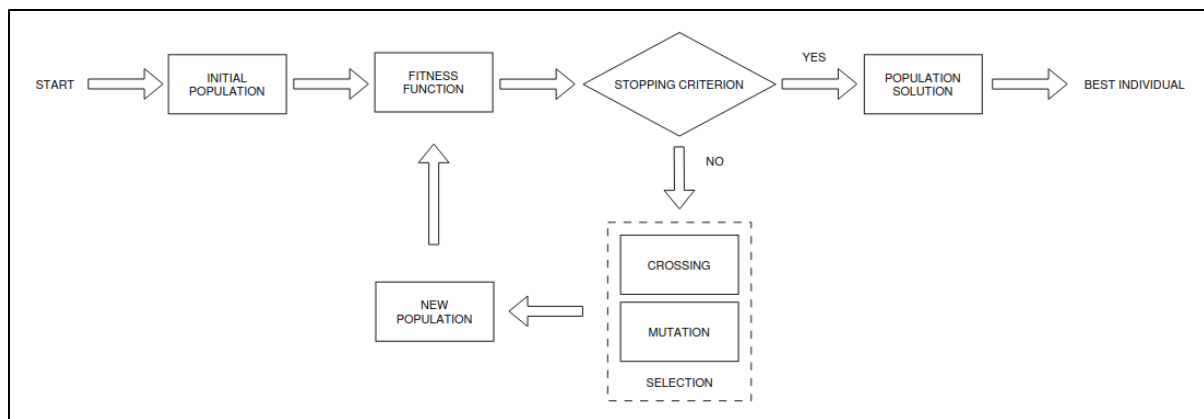 START
INITIAL
POPULATION
FITNESS
FUNCTION
STOPPING CRITERION
YES
POPULATION
SOLUTION
BEST INDIVIDUAL
NO
CROSSING
MUTATION
SELECTION
NEW
POPULATION